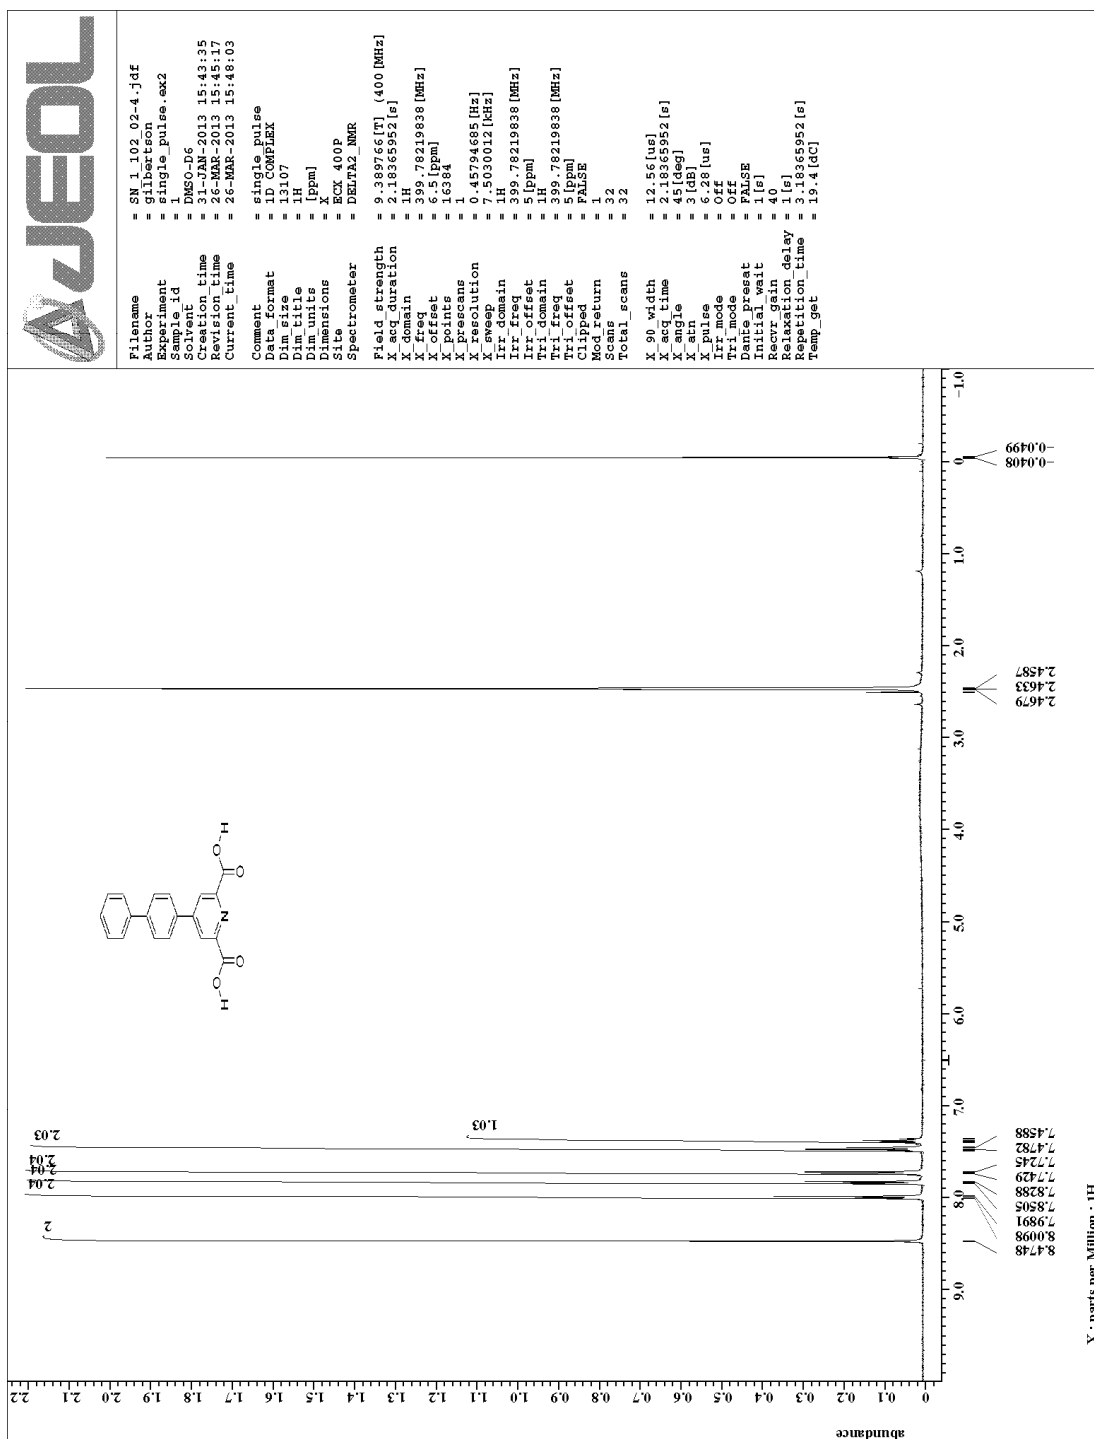 JEOL
Filename = SN_1_102_02-4.jdf
Author = gilbertson
Experiment = single_pulse.ex2
Sample_id = 1
Solvent = DMSO-D6
Creation_time = 31-JAN-2013 15:43:35
Revision_time = 26-MAR-2013 15:45:17
Current_time = 26-MAR-2013 15:48:03
Comment = single_pulse
Data_format = 1D COMPLEX
Dim_size = 13107
Dim_title = 1H
Dim_units = [ppm]
Dimensions = X
Site = ECX 400P
Spectrometer = DELTA2_NMR
Field_strength = 9.389766[T] (400[MHz]
X_acq_duration = 2.18365952[s]
X_domain = 1H
X_freq = 399.78219838[MHz]
X_offset = 6.5[ppm]
X_points = 16384
X_prescans = 1
X_resolution = 0.45794685[Hz]
X_sweep = 7.5030012[kHz]
Irr_domain = 1H
Irr_freq = 399.78219838[MHz]
Irr_offset = 5[ppm]
Tri_domain = 1H
Tri_freq = 399.78219838[MHz]
Tri_offset = 5[ppm]
Clipped = FALSE
Mod_return = 1
Scans = 32
Total_scans = 32
X_90_width = 12.56[us]
X_acq_time = 2.18365952[s]
X_angle = 45[deg]
X_atn = 3[dB]
X_pulse = 6.28[us]
Irr_mode = Off
Tri_mode = Off
Dante_presat = FALSE
Initial_wait = 1[s]
Recvr_gain = 40
Relaxation_delay = 1[s]
Repetition_time = 3.18365952[s]
Temp_get = 19.4[dC]
abundance
0 0.1 0.2 0.3 0.4 0.5 0.6 0.7 0.8 0.9 1.0 1.1 1.2 1.3 1.4 1.5 1.6 1.7 1.8 1.9 2.0 2.1 2.2
2
2.04
2.04
2.04
2.03
1.03
H
O
O
N
O
O
H
9.0 8.0 7.0 6.0 5.0 4.0 3.0 2.0 1.0 0 -1.0
8.4748
8.0098
7.9891
7.8505
7.8288
7.7429
7.7245
7.4782
7.4588
2.4679
2.4633
2.4587
-0.0408
-0.0499
X : parts per Million : 1H